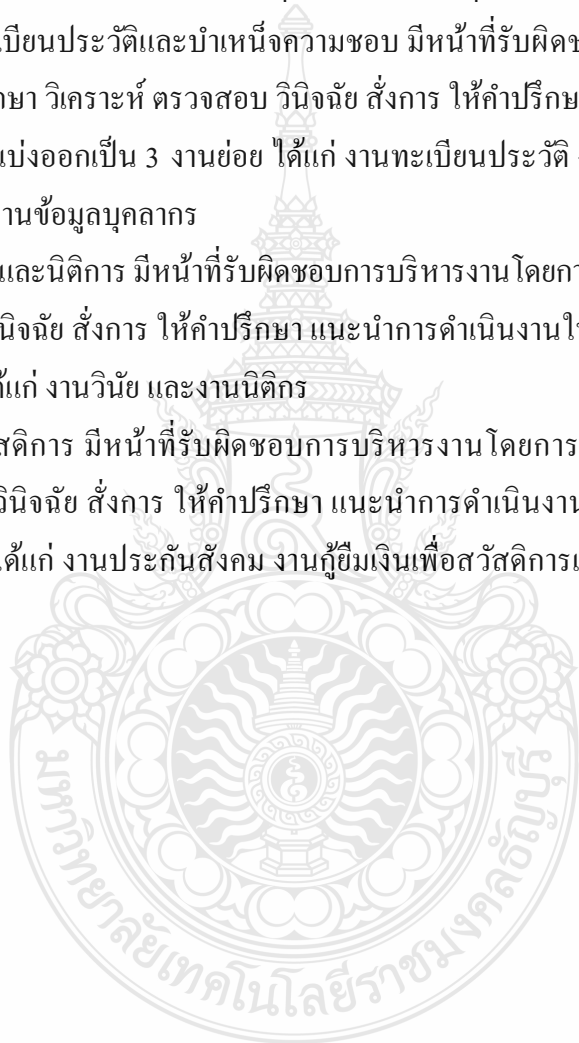 เบียนประวัติและบำเหน็จความชอบ มีหน้าที่รับผิดช
ษา วิเคราะห์ ตรวจสอบ วินิจฉัย สั่งการ ให้คำปรึกษ
แบ่งออกเป็น 3 งานย่อย ได้แก่ งานทะเบียนประวัติ
านข้อมูลบุคลากร
และนิติการ มีหน้าที่รับผิดชอบการบริหารงานโดยกา
นิจฉัย สั่งการ ให้คำปรึกษา แนะนำการดำเนินงานใ
ด้แก่ งานวินัย และงานนิติกร
สดิการ มีหน้าที่รับผิดชอบการบริหารงานโดยการ
วินิจฉัย สั่งการ ให้คำปรึกษา แนะนำการดำเนินงาน
ด้แก่ งานประกันสังคม งานกู้ยืมเงินเพื่อสวัสดิการแ
มหาวิทยาลัยเทคโนโลยีราชมงคลธัญบุรี